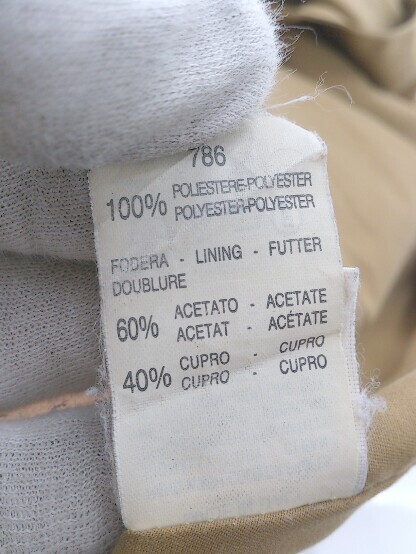 786
100% POLIESTERE-POLYESTER
POLYESTER-POLYESTER
FODERA - LINING - FUTTER
DOUBLURE
60% ACETATO - ACETATE
ACETAT - ACÉTATE
40% CUPRO - CUPRO
CUPRO - CUPRO